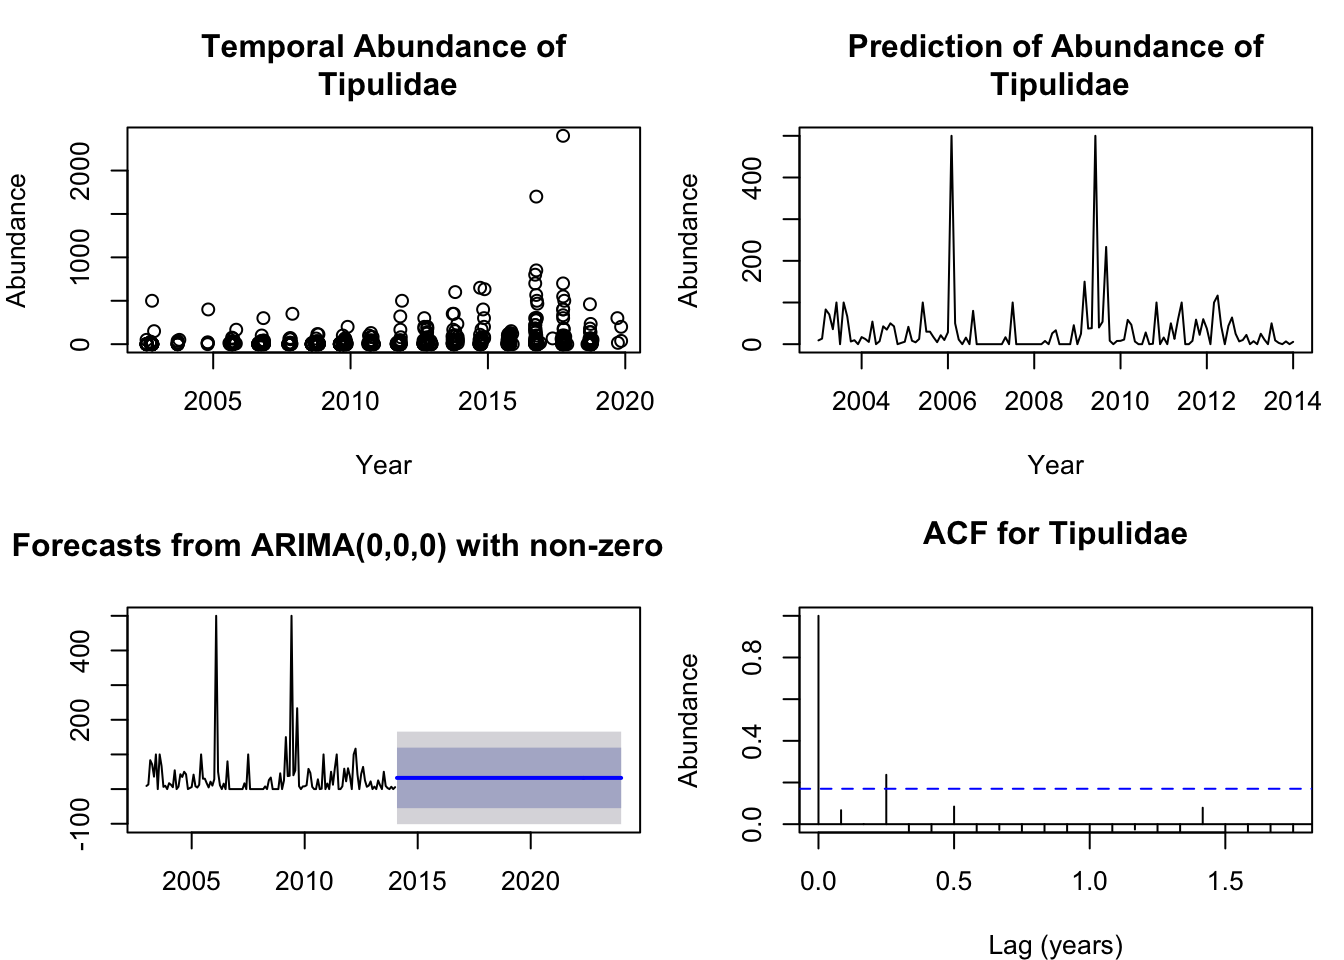 Temporal Abundance of
Tipulidae
Abundance
0
1000
2000
2005
2010
2015
2020
Year
Prediction of Abundance of
Tipulidae
Abundance
0
200
400
2004
2006
2008
2010
2012
2014
Year
Forecasts from ARIMA(0,0,0) with non-zero
-100
200
400
2005
2010
2015
2020
ACF for Tipulidae
Abundance
0.0
0.4
0.8
0.0
0.5
1.0
1.5
Lag (years)